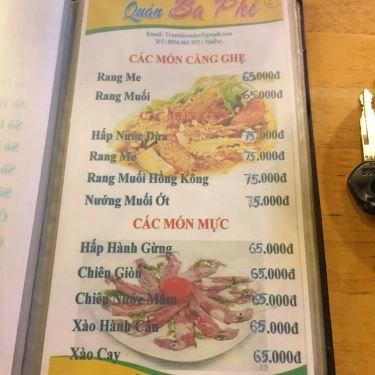 Quán Ba Phi
CÁC MÓN CÀNG GHẸ
Rang Me 65.000đ
Rang Muối 65.000đ
Hấp Nước Dừa 75.000đ
Rang Me 75.000đ
Rang Muối Hồng Kông 75.000đ
Nướng Muối Ớt 75.000đ
CÁC MÓN MỰC
Hấp Hành Gừng 65.000đ
Chiên Giòn 65.000đ
Chiên Nước Mắm 65.000đ
Xào Hành Cần 65.000đ
Xào Cay 65.000đ